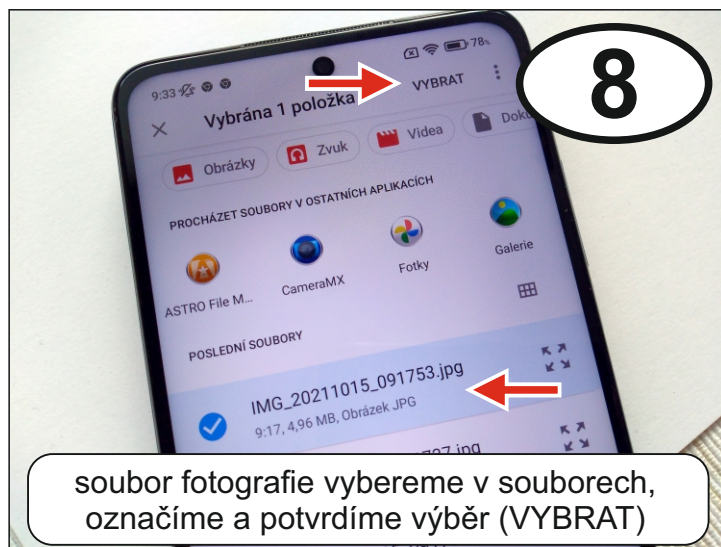 8
9:33 78%
Vybrána 1 položka VYBRAT
Obrázky Zvuk Videa Doku
PROCHÁZET SOUBORY V OSTATNÍCH APLIKACÍCH
ASTRO File M... CameraMX Fotky Galerie
POSLEDNÍ SOUBORY
IMG_20211015_091753.jpg
9:17, 4,96 MB, Obrázek JPG
soubor fotografie vybereme v souborech,
označíme a potvrdíme výběr (VYBRAT)